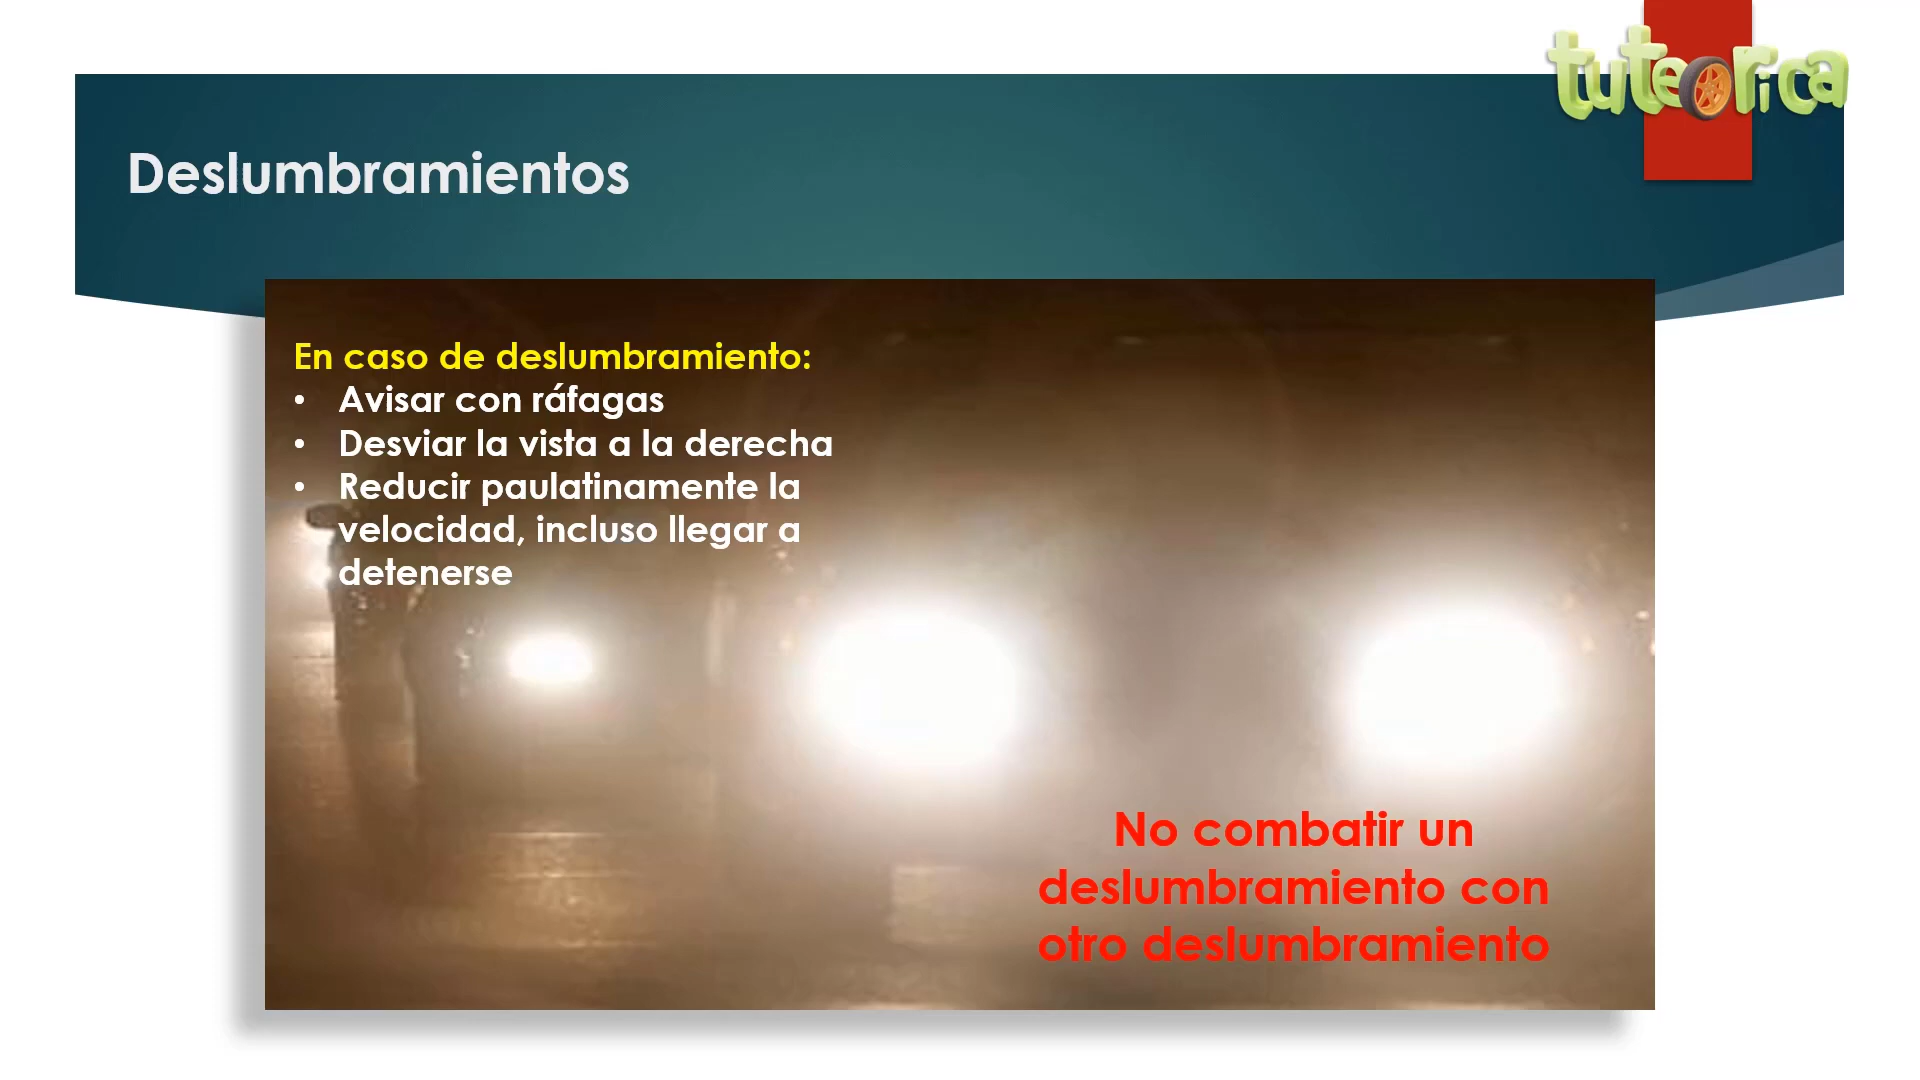 tuteorica
Deslumbramientos
En caso de deslumbramiento:
• Avisar con ráfagas
• Desviar la vista a la derecha
• Reducir paulatinamente la
velocidad, incluso llegar a
detenerse
No combatir un
deslumbramiento con
otro deslumbramiento